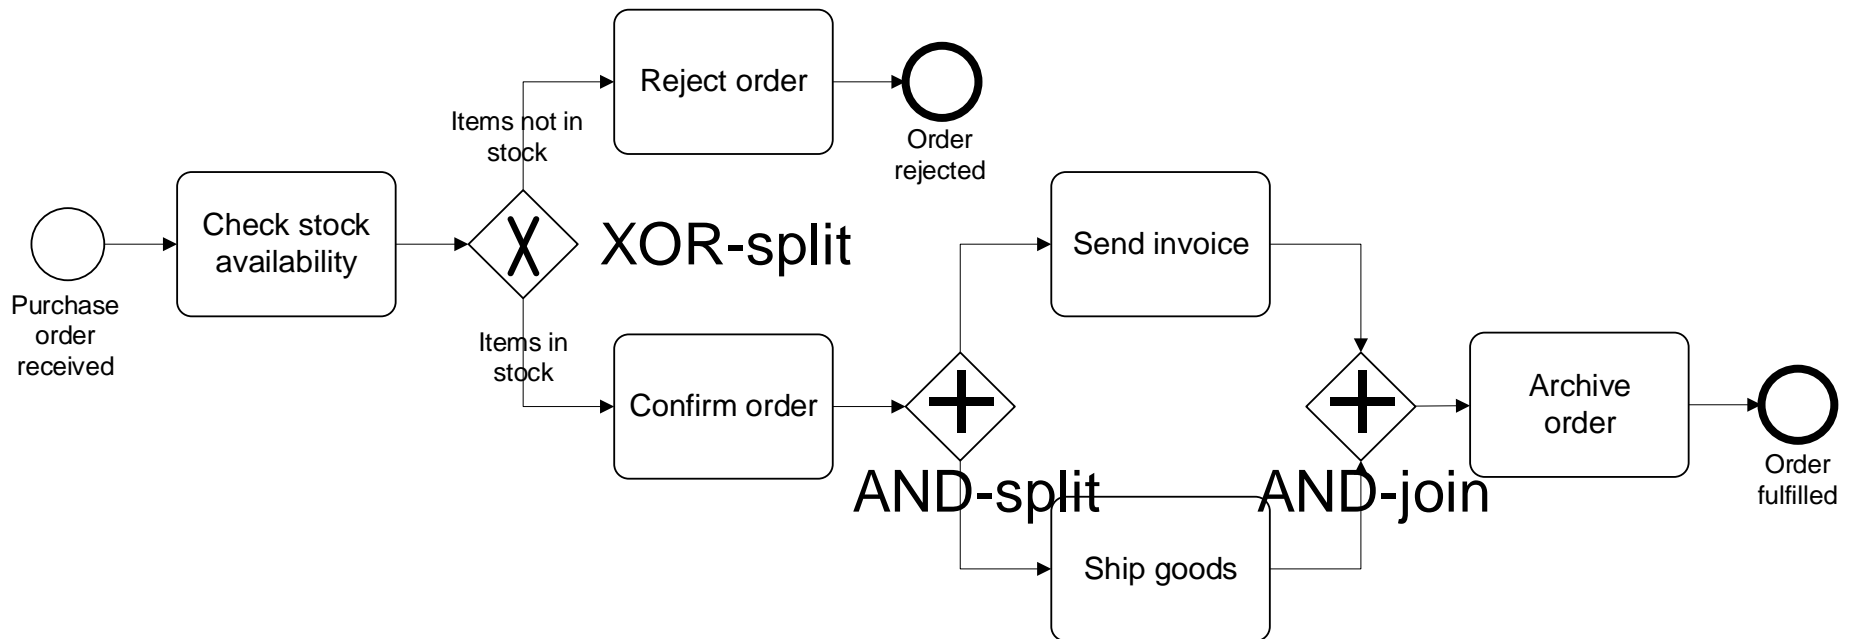 Purchase
order
received
Check stock
availability
Items not in
stock
X
XOR-split
Items in
stock
Reject order
Order
rejected
Confirm order
AND-split
Send invoice
Ship goods
AND-join
Archive
order
Order
fulfilled